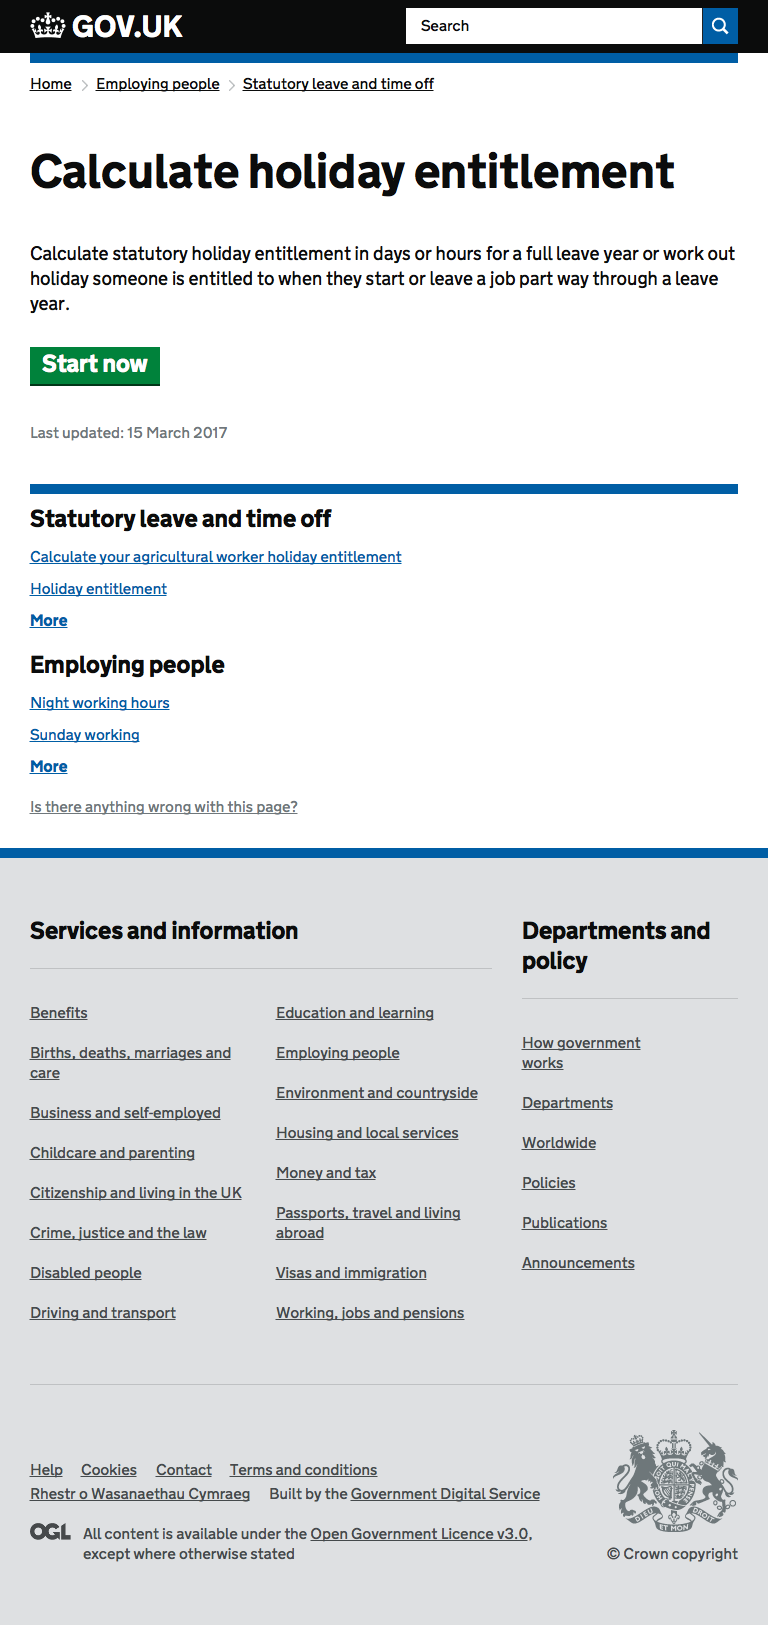 GOV.UK
Search
Home
Employing people
Statutory leave and time off
Calculate holiday entitlement
Calculate statutory holiday entitlement in days or hours for a full leave year or work out
holiday someone is entitled to when they start or leave a job part way through a leave
year.
Start now
Last updated: 15 March 2017
Statutory leave and time off
Calculate your agricultural worker holiday entitlement
Holiday entitlement
More
Employing people
Night working hours
Sunday working
More
Is there anything wrong with this page?
Services and information
Benefits
Births, deaths, marriages and
care
Business and self-employed
Childcare and parenting
Citizenship and living in the UK
Crime, justice and the law
Disabled people
Driving and transport
Education and learning
Employing people
Environment and countryside
Housing and local services
Money and tax
Passports, travel and living
abroad
Visas and immigration
Working, jobs and pensions
Departments and
policy
How government
works
Departments
Worldwide
Policies
Publications
Announcements
Help Cookies Contact Terms and conditions
Rhestr o Wasanaethau Cymraeg Built by the Government Digital Service
OGL
All content is available under the Open Government Licence v3.0,
except where otherwise stated
DIEU ET MON DROIT
© Crown copyright